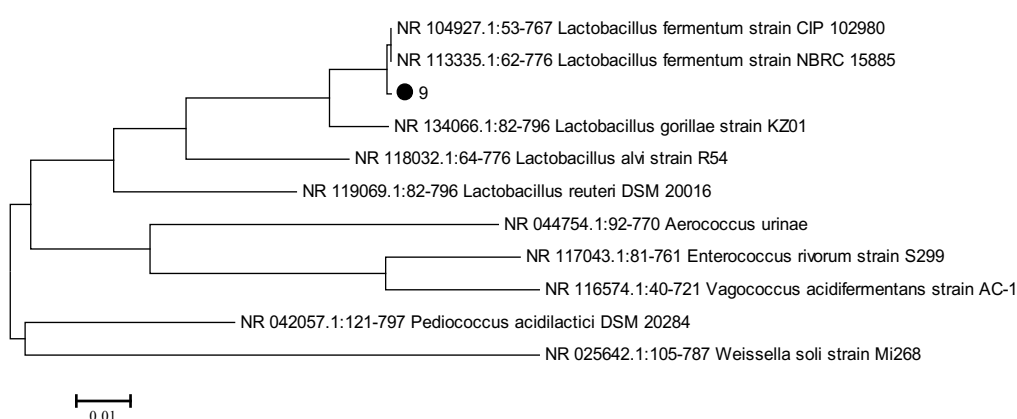 NR 104927.1:53-767 Lactobacillus fermentum strain CIP 102980
NR 113335.1:62-776 Lactobacillus fermentum strain NBRC 15885
9
NR 134066.1:82-796 Lactobacillus gorillae strain KZ01
NR 118032.1:64-776 Lactobacillus alvi strain R54
NR 119069.1:82-796 Lactobacillus reuteri DSM 20016
NR 044754.1:92-770 Aerococcus urinae
NR 117043.1:81-761 Enterococcus rivorum strain S299
NR 116574.1:40-721 Vagococcus acidifermentans strain AC-1
NR 042057.1:121-797 Pediococcus acidilactici DSM 20284
NR 025642.1:105-787 Weissella soli strain Mi268
0.01